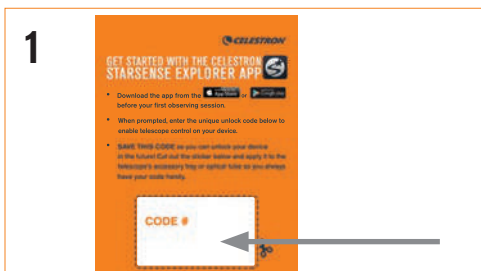 1
CELESTRON
GET STARTED WITH THE CELESTRON
STARSENSE EXPLORER APP
• Download the app from the App Store or Google play
before your first observing session.
• When prompted, enter the unique unlock code below to
enable telescope control on your device.
• SAVE THIS CODE so you can unlock your device
in the future! Cut out the sticker below and apply it to the
telescope's accessory tray or optical tube so you always
have your code handy.
CODE #